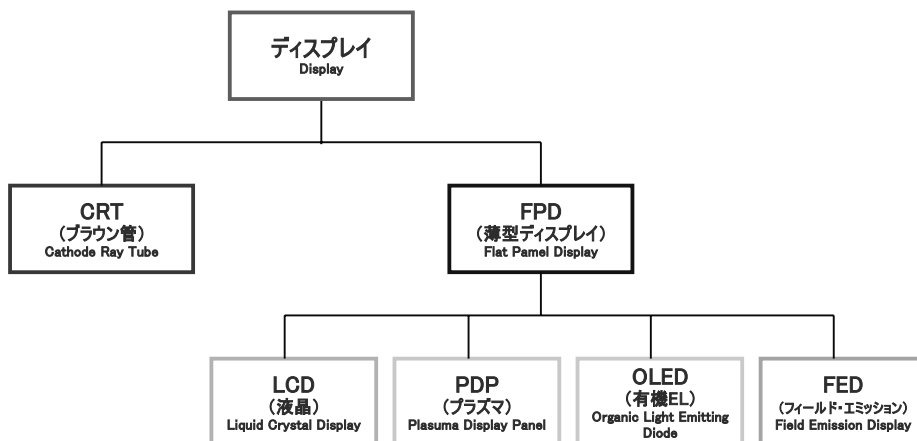 ディスプレイ
Display
CRT
（ブラウン管）
Cathode Ray Tube
FPD
（薄型ディスプレイ）
Flat Pamel Display
LCD
（液晶）
Liquid Crystal Display
PDP
（プラズマ）
Plasuma Display Panel
OLED
（有機EL）
Organic Light Emitting
Diode
FED
（フィールド・エミッション）
Field Emission Display